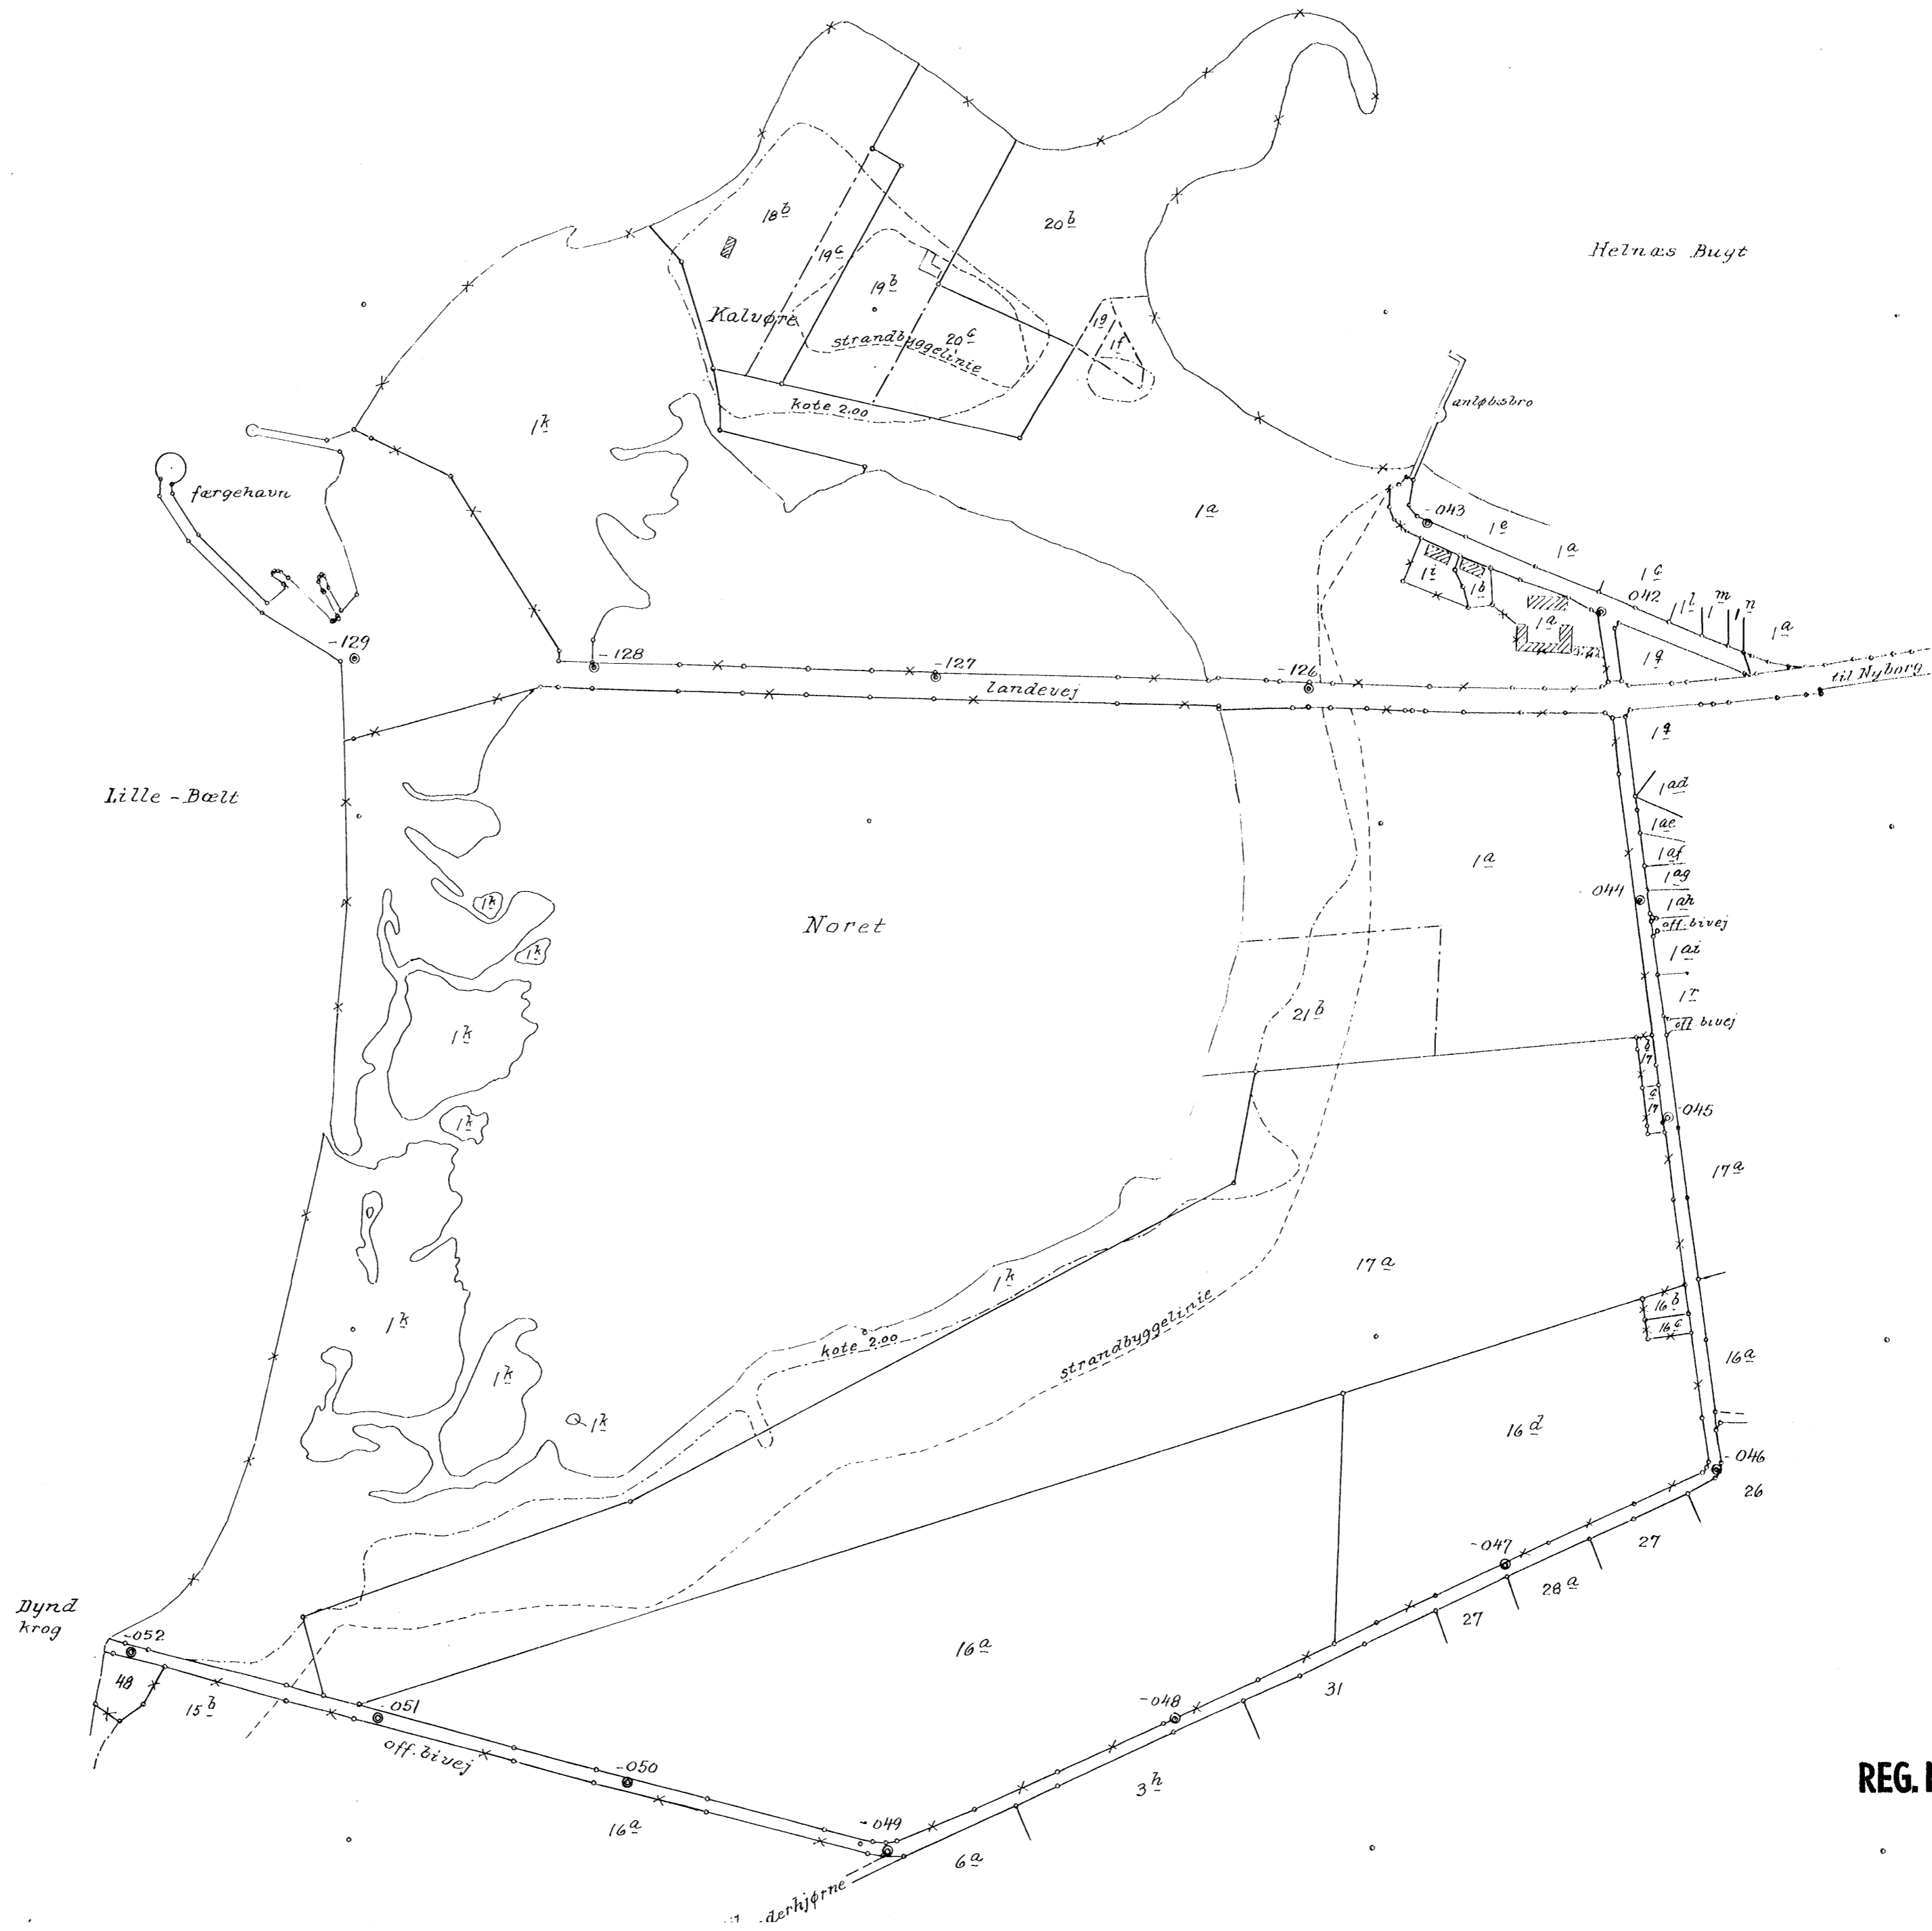 18b
20b
Helnæs Bugt
19c
19b
Kalvøre
strandbyggelinie
20c
1g
1f
kote 2.00
anløbsbro
1k
færgehavn
1a
-043
1e
1a
1c
042
1l
1m
1n
1a
1i
1b
1a
1q
-129
-128
-127
-126
landevej
til Nyborg
1q
Lille-Bælt
1ad
1ae
1af
1ag
1ah
off. bivej
1ai
1r
off. bivej
1a
044
Noret
1k
1k
1k
1k
21b
17b
17c
-045
17a
17a
1k
1k
1k
1k
kote 2.00
strandbyggelinie
16b
16c
16a
16d
-046
26
27
-047
28a
27
Dynd
krog
-052
48
15b
-051
off. bivej
16a
-050
16a
-048
31
3h
-049
6a
derhjørne
REG.